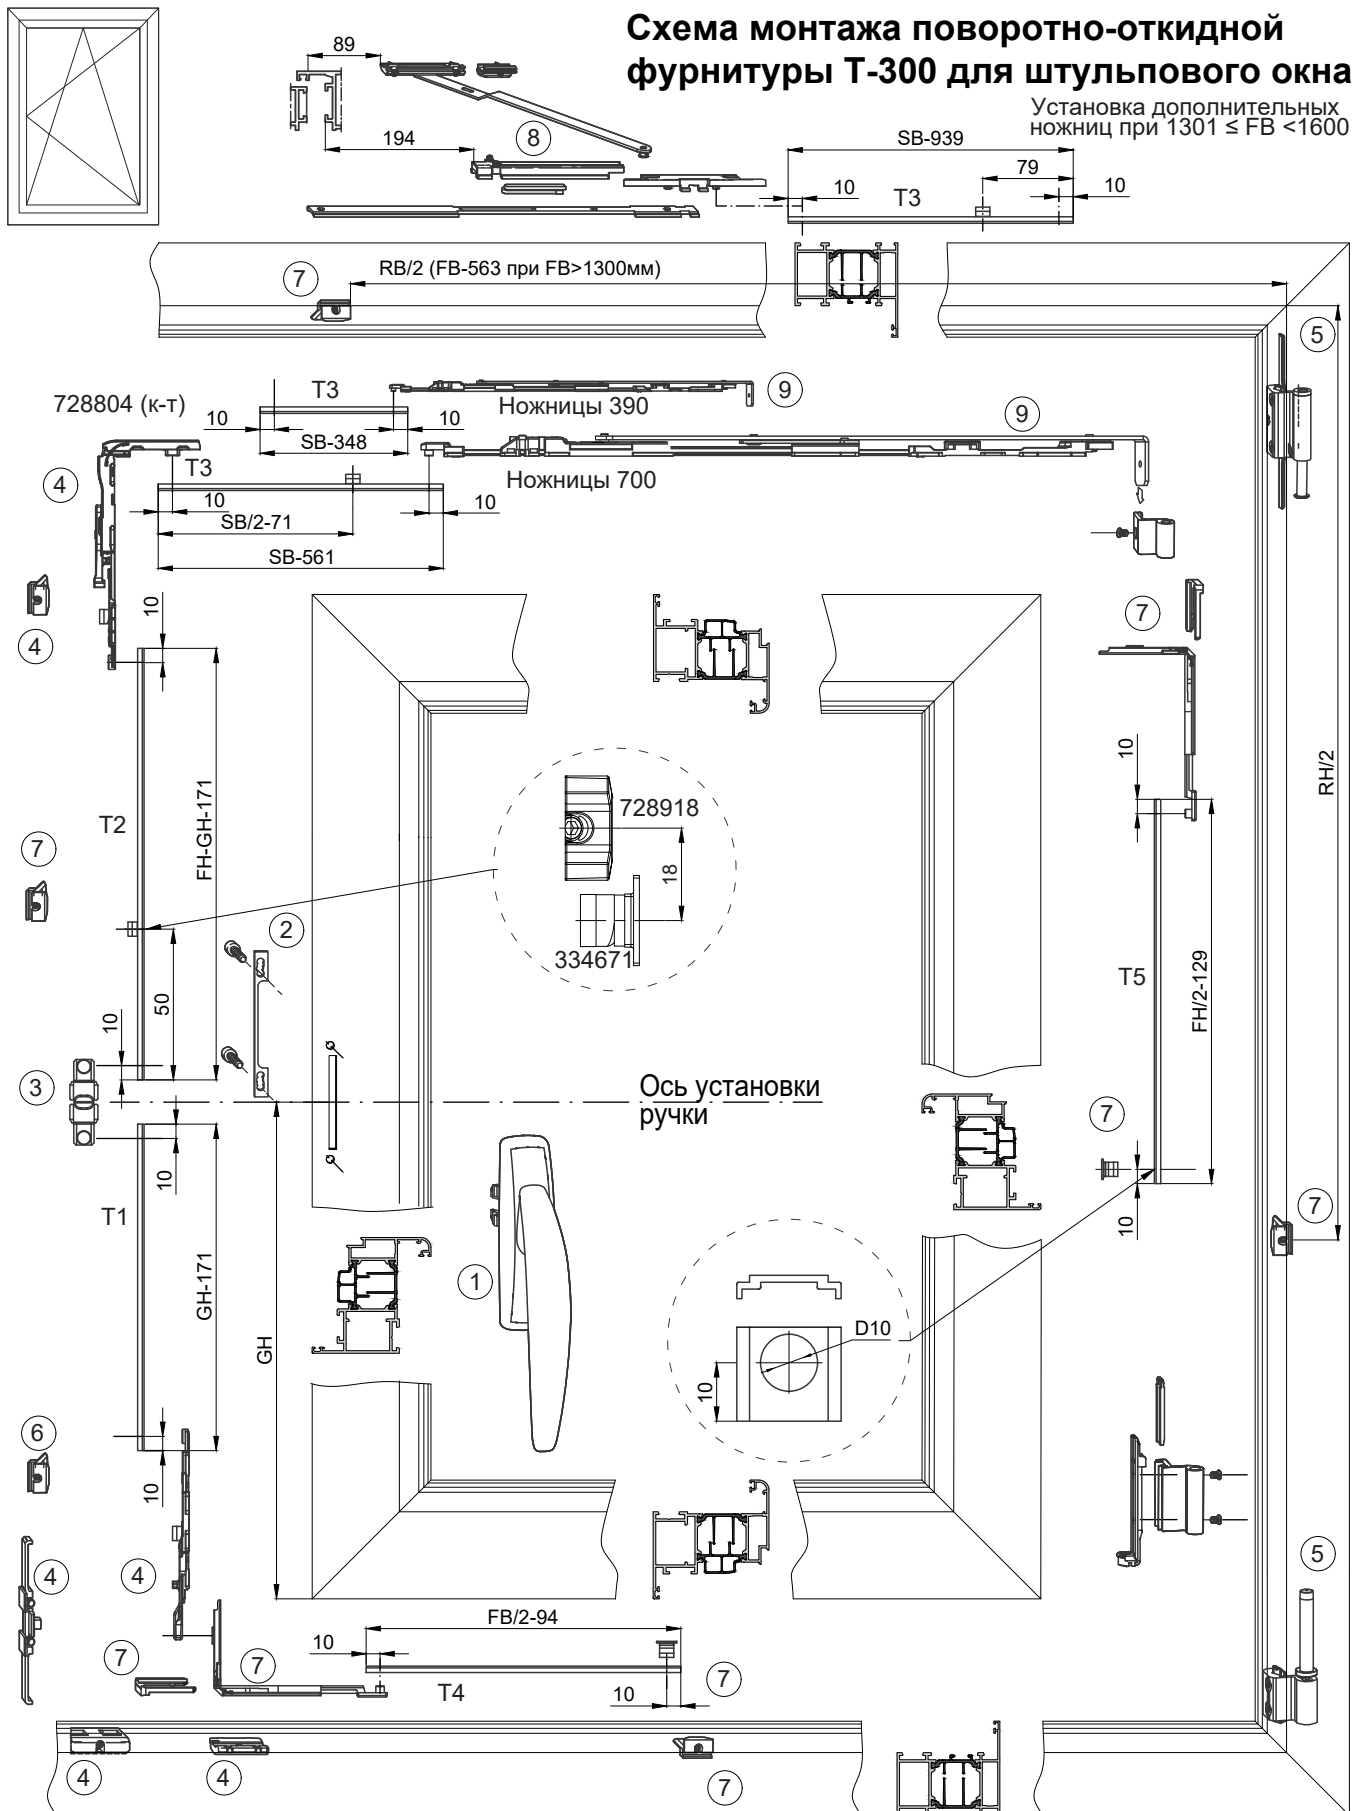 Схема монтажа поворотно-откидной
фурнитуры Т-300 для штульпового окна
Установка дополнительных
ножниц при 1301 ≤ FB <1600
89
194
8
SB-939
79
10
10
T3
RB/2 (FB-563 при FB>1300мм)
7
5
T3
9
728804 (к-т)
Ножницы 390
10
10
9
SB-348
T3
Ножницы 700
4
10
10
SB/2-71
SB-561
10
4
7
10
RH/2
FH-GH-171
728918
T2
7
18
2
334671
T5
FH/2-129
50
10
3
Ось установки
ручки
7
10
T1
10
7
GH-171
1
GH
D10
10
6
10
4
4
5
FB/2-94
10
7
7
T4
10
7
4
4
7